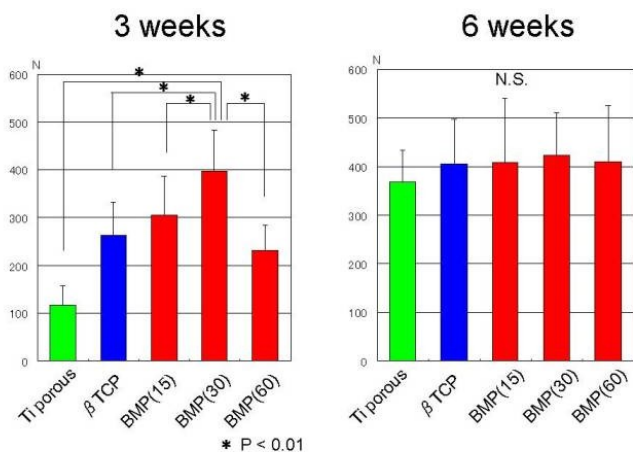 3 weeks
N
600
500
400
300
200
100
0
* * * *
Ti porous
β TCP
BMP(15)
BMP(30)
BMP(60)
* P < 0.01
6 weeks
N
600
500
400
300
200
100
0
N.S.
Ti porous
β TCP
BMP(15)
BMP(30)
BMP(60)